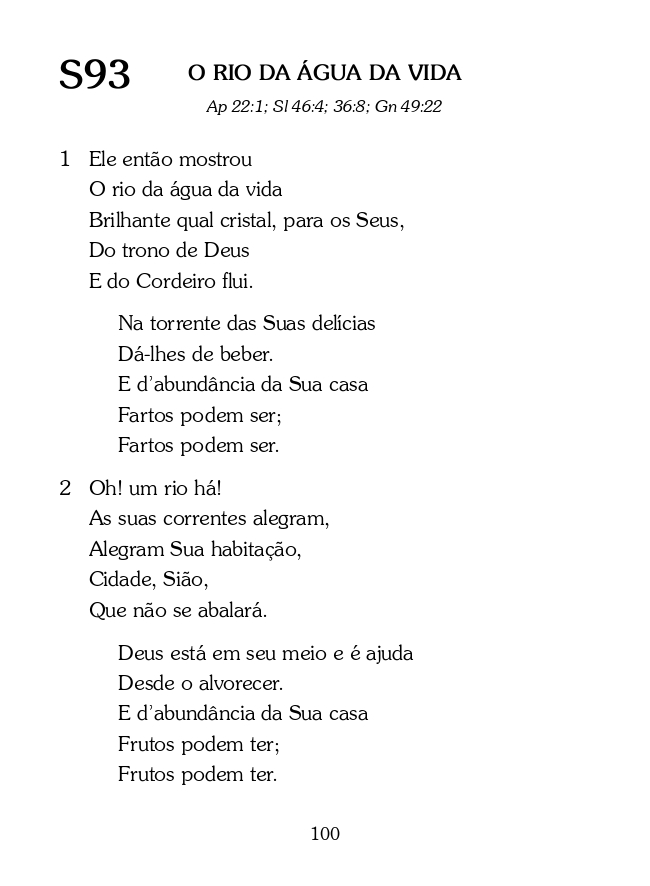 S93
O RIO DA ÁGUA DA VIDA
Ap 22:1; Sl 46:4; 36:8; Gn 49:22
1 Ele então mostrou
O rio da água da vida
Brilhante qual cristal, para os Seus,
Do trono de Deus
E do Cordeiro flui.
Na torrente das Suas delícias
Dá-lhes de beber.
E d’abundância da Sua casa
Fartos podem ser;
Fartos podem ser.
2 Oh! um rio há!
As suas correntes alegram,
Alegram Sua habitação,
Cidade, Sião,
Que não se abalará.
Deus está em seu meio e é ajuda
Desde o alvorecer.
E d’abundância da Sua casa
Frutos podem ter;
Frutos podem ter.
100